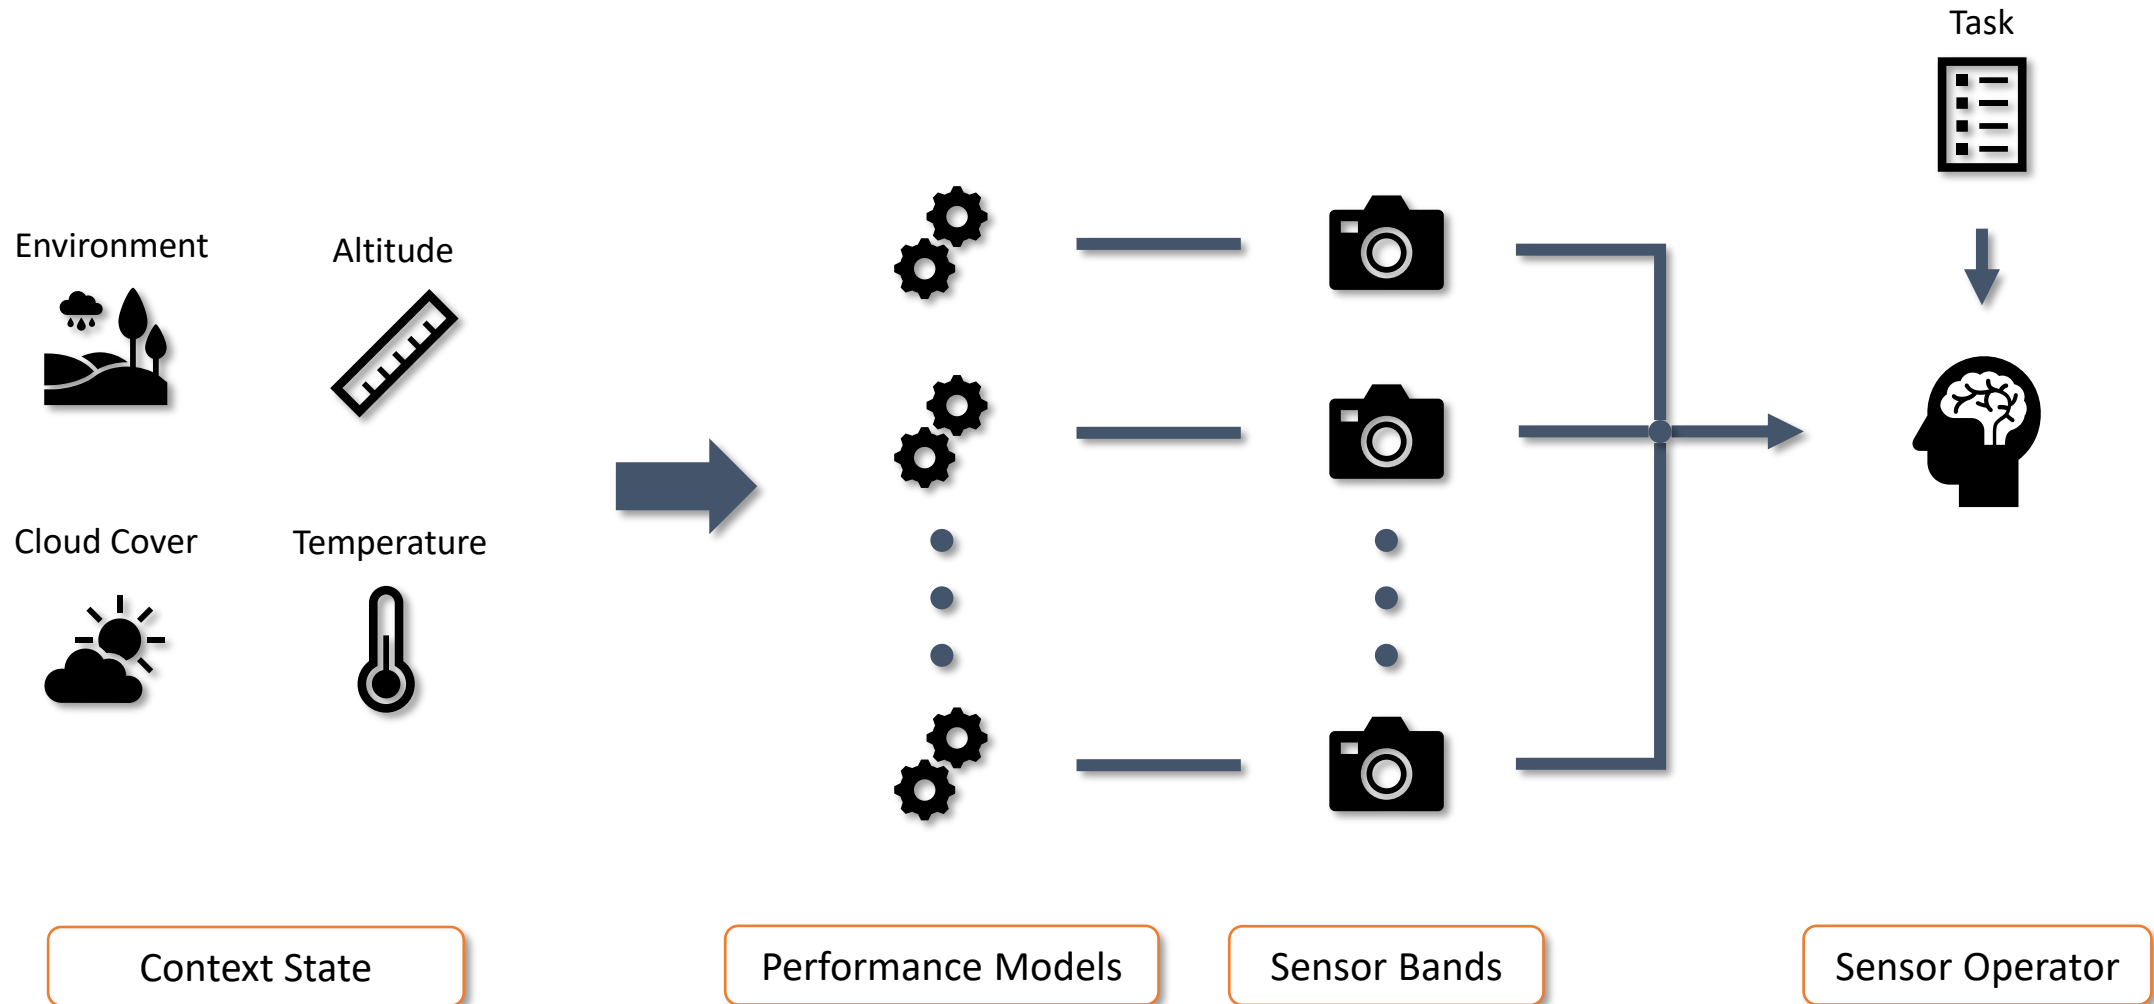 Task
Environment
Altitude
Cloud Cover
Temperature
Context State
Performance Models
Sensor Bands
Sensor Operator